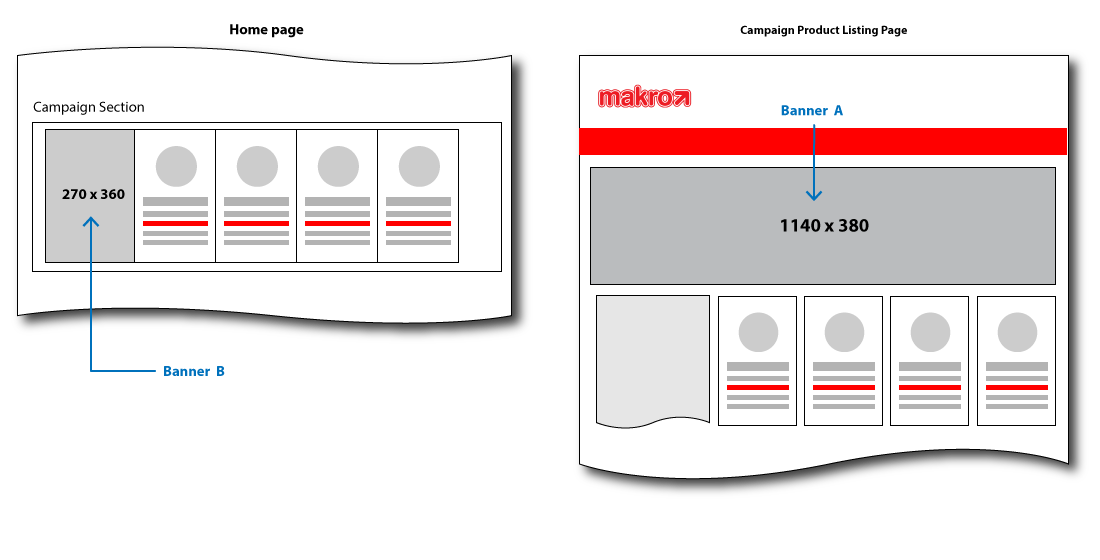 Home page
Campaign Section
270 x 360
Banner B
Campaign Product Listing Page
makro
Banner A
1140 x 380